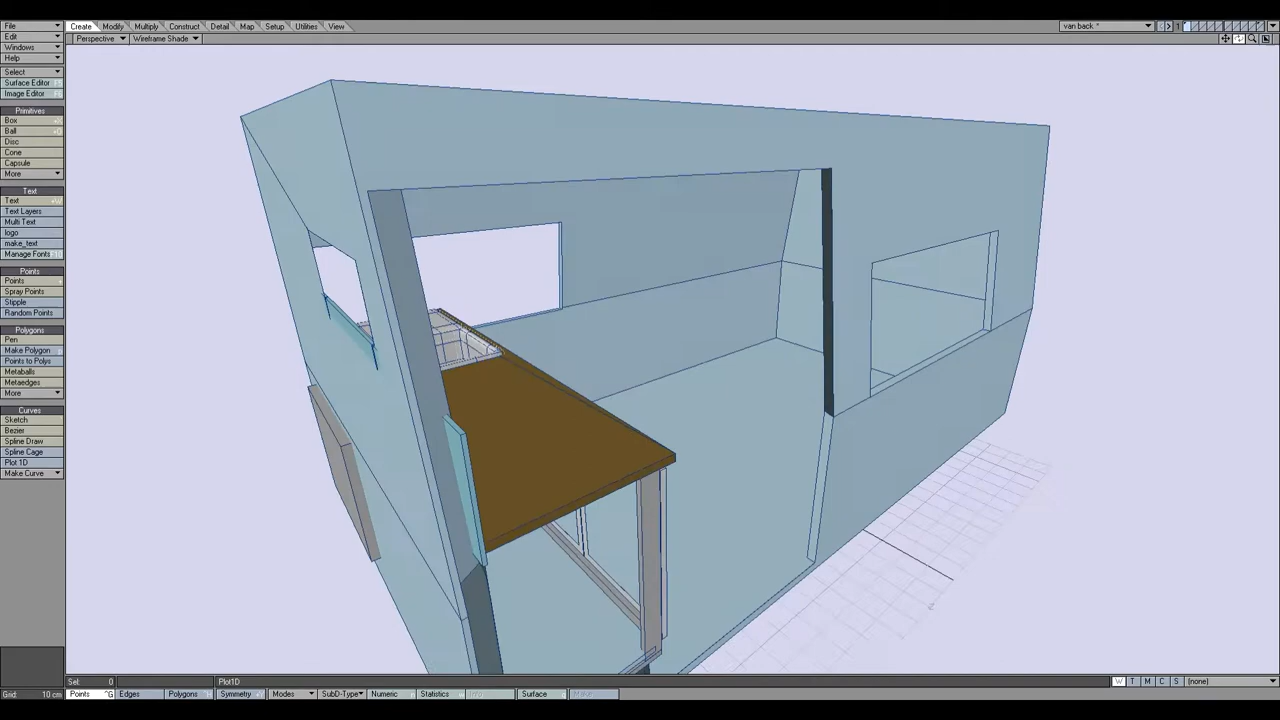 File Create Modify Multiply Construct Detail Map Setup Utilities View van back * 1
Edit Perspective Wireframe Shade
Windows
Help
Select
Surface Editor
Image Editor
Primitives
Box
Ball
Disc
Cone
Capsule
More
Text
Text
Text Layers
Multi Text
logo
make_text
Manage Fonts
Points
Points
Spray Points
Stipple
Random Points
Polygons
Pen
Make Polygon
Points to Polys
Metaballs
Metaedges
More
Curves
Sketch
Bezier
Spline Draw
Spline Cage
Plot 1D
Make Curve
Sel: 0 Plot1D W T M C S (none)
Grid: 10 cm Points ^G Edges Polygons Symmetry Modes SubD-Type Numeric Statistics Surface